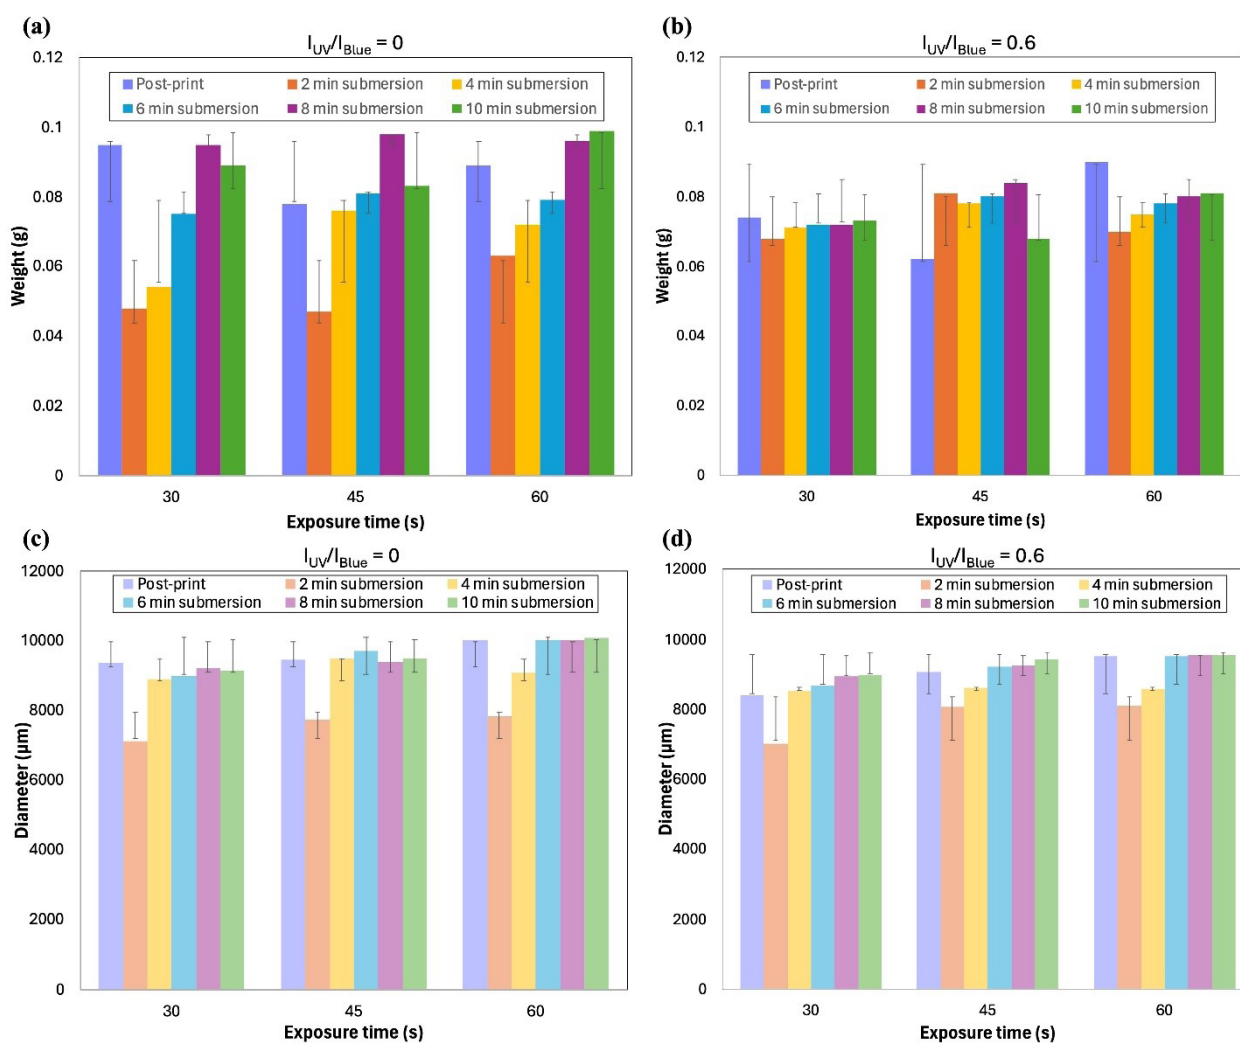 (a)
I_UV/I_Blue = 0
0.12
Post-print 2 min submersion 4 min submersion
6 min submersion 8 min submersion 10 min submersion
0.1
0.08
0.06
0.04
0.02
0
Weight (g)
30 45 60
Exposure time (s)
(b)
I_UV/I_Blue = 0.6
0.12
Post-print 2 min submersion 4 min submersion
6 min submersion 8 min submersion 10 min submersion
0.1
0.08
0.06
0.04
0.02
0
Weight (g)
30 45 60
Exposure time (s)
(c)
I_UV/I_Blue = 0
12000
Post-print 2 min submersion 4 min submersion
6 min submersion 8 min submersion 10 min submersion
10000
8000
6000
4000
2000
0
Diameter (µm)
30 45 60
Exposure time (s)
(d)
I_UV/I_Blue = 0.6
12000
Post-print 2 min submersion 4 min submersion
6 min submersion 8 min submersion 10 min submersion
10000
8000
6000
4000
2000
0
Diameter (µm)
30 45 60
Exposure time (s)